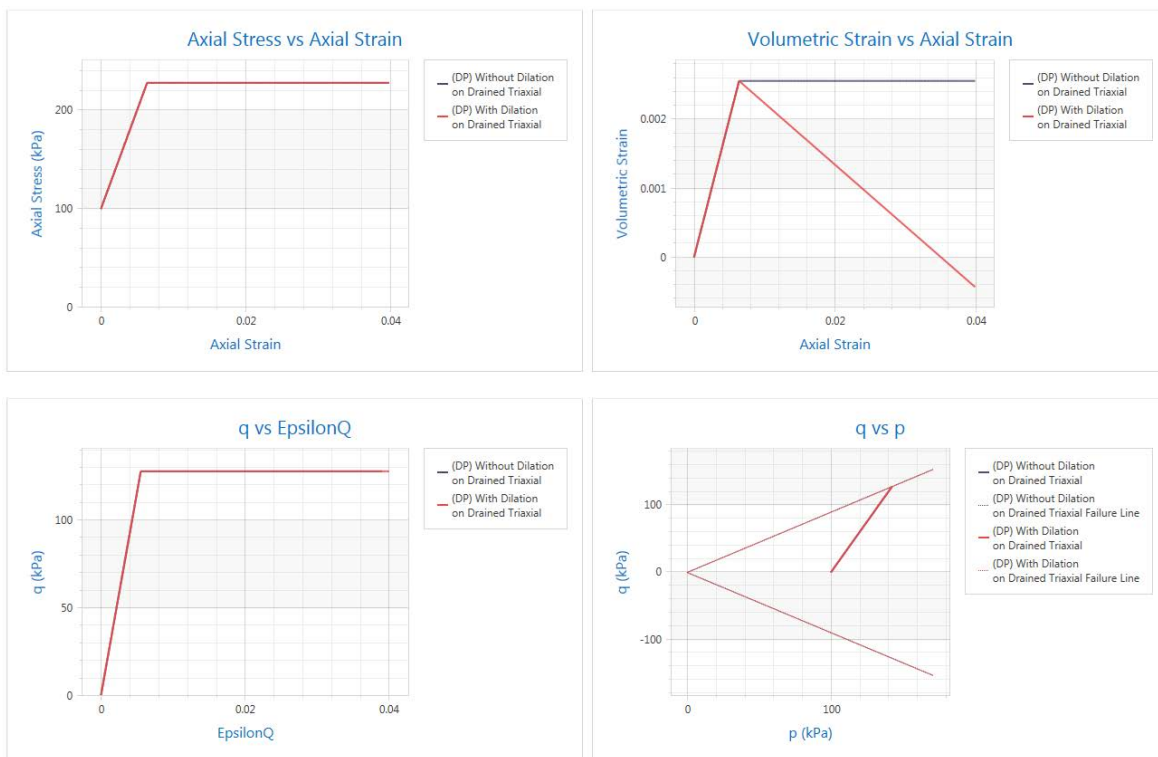 Axial Stress vs Axial Strain
Axial Stress (kPa)
200
100
0
0
0.02
0.04
Axial Strain
(DP) Without Dilation
on Drained Triaxial
(DP) With Dilation
on Drained Triaxial
Volumetric Strain vs Axial Strain
Volumetric Strain
0.002
0.001
0
0
0.02
0.04
Axial Strain
(DP) Without Dilation
on Drained Triaxial
(DP) With Dilation
on Drained Triaxial
q vs EpsilonQ
q (kPa)
100
50
0
0
0.02
0.04
EpsilonQ
(DP) Without Dilation
on Drained Triaxial
(DP) With Dilation
on Drained Triaxial
q vs p
q (kPa)
100
0
-100
0
100
p (kPa)
(DP) Without Dilation
on Drained Triaxial
(DP) Without Dilation
on Drained Triaxial Failure Line
(DP) With Dilation
on Drained Triaxial
(DP) With Dilation
on Drained Triaxial Failure Line